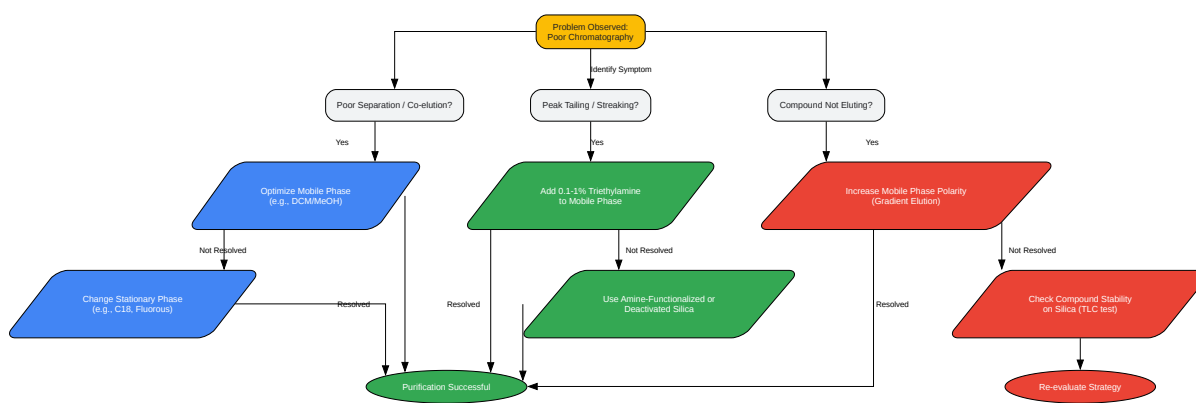 Problem Observed:
Poor Chromatography
Identify Symptom
Poor Separation / Co-elution?
Peak Tailing / Streaking?
Compound Not Eluting?
Yes
Yes
Yes
Optimize Mobile Phase
(e.g., DCM/MeOH)
Add 0.1-1% Triethylamine
to Mobile Phase
Increase Mobile Phase Polarity
(Gradient Elution)
Not Resolved
Not Resolved
Not Resolved
Change Stationary Phase
(e.g., C18, Fluorous)
Resolved
Resolved
Use Amine-Functionalized or
Deactivated Silica
Resolved
Check Compound Stability
on Silica (TLC test)
Purification Successful
Re-evaluate Strategy